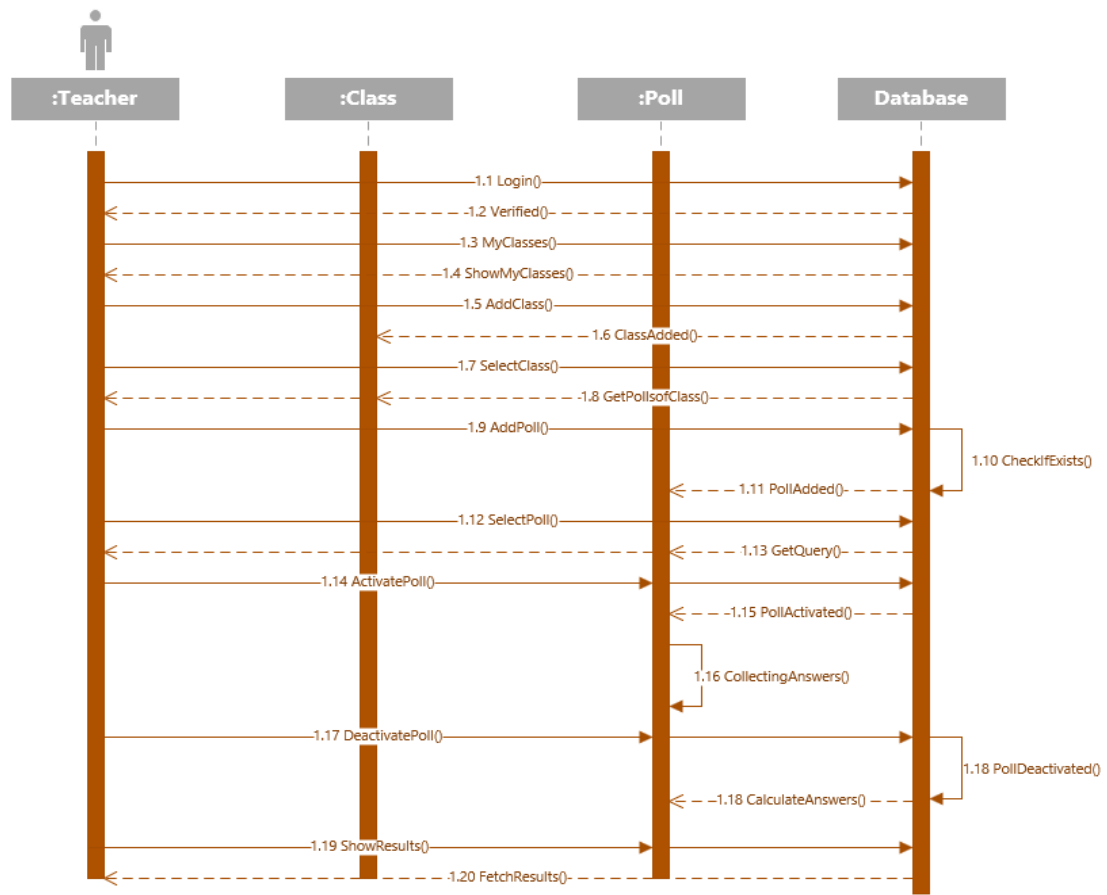 :Teacher
:Class
:Poll
Database
1.1 Login()
1.2 Verified()
1.3 MyClasses()
1.4 ShowMyClasses()
1.5 AddClass()
1.6 ClassAdded()
1.7 SelectClass()
1.8 GetPollsofClass()
1.9 AddPoll()
1.10 CheckIfExists()
1.11 PollAdded()
1.12 SelectPoll()
1.13 GetQuery()
1.14 ActivatePoll()
1.15 PollActivated()
1.16 CollectingAnswers()
1.17 DeactivatePoll()
1.18 PollDeactivated()
1.18 CalculateAnswers()
1.19 ShowResults()
1.20 FetchResults()